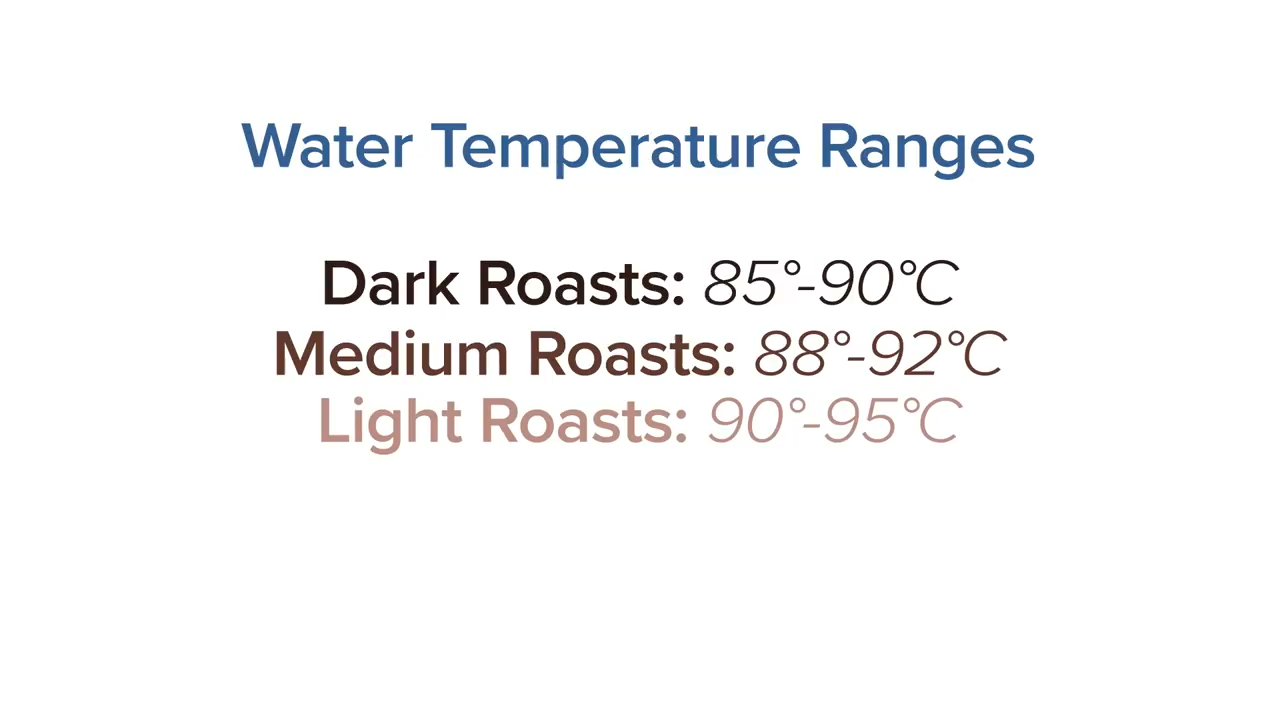 Water Temperature Ranges
Dark Roasts: 85°-90°C
Medium Roasts: 88°-92°C
Light Roasts: 90°-95°C